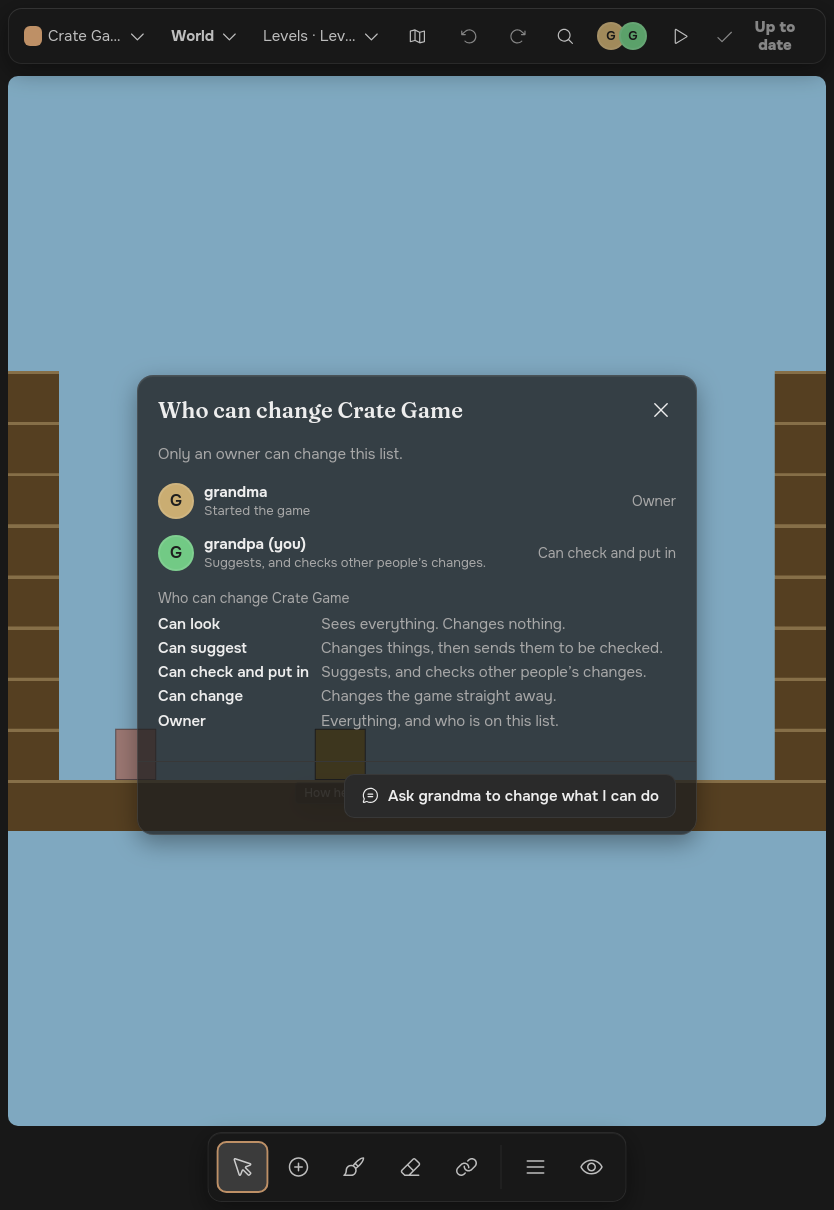 Crate Ga...
World
Levels · Lev...
G
G
Up to
date
Who can change Crate Game
Only an owner can change this list.
G
grandma
Started the game
Owner
G
grandpa (you)
Suggests, and checks other people's changes.
Can check and put in
Who can change Crate Game
Can look Sees everything. Changes nothing.
Can suggest Changes things, then sends them to be checked.
Can check and put in Suggests, and checks other people's changes.
Can change Changes the game straight away.
Owner Everything, and who is on this list.
How
Ask grandma to change what I can do